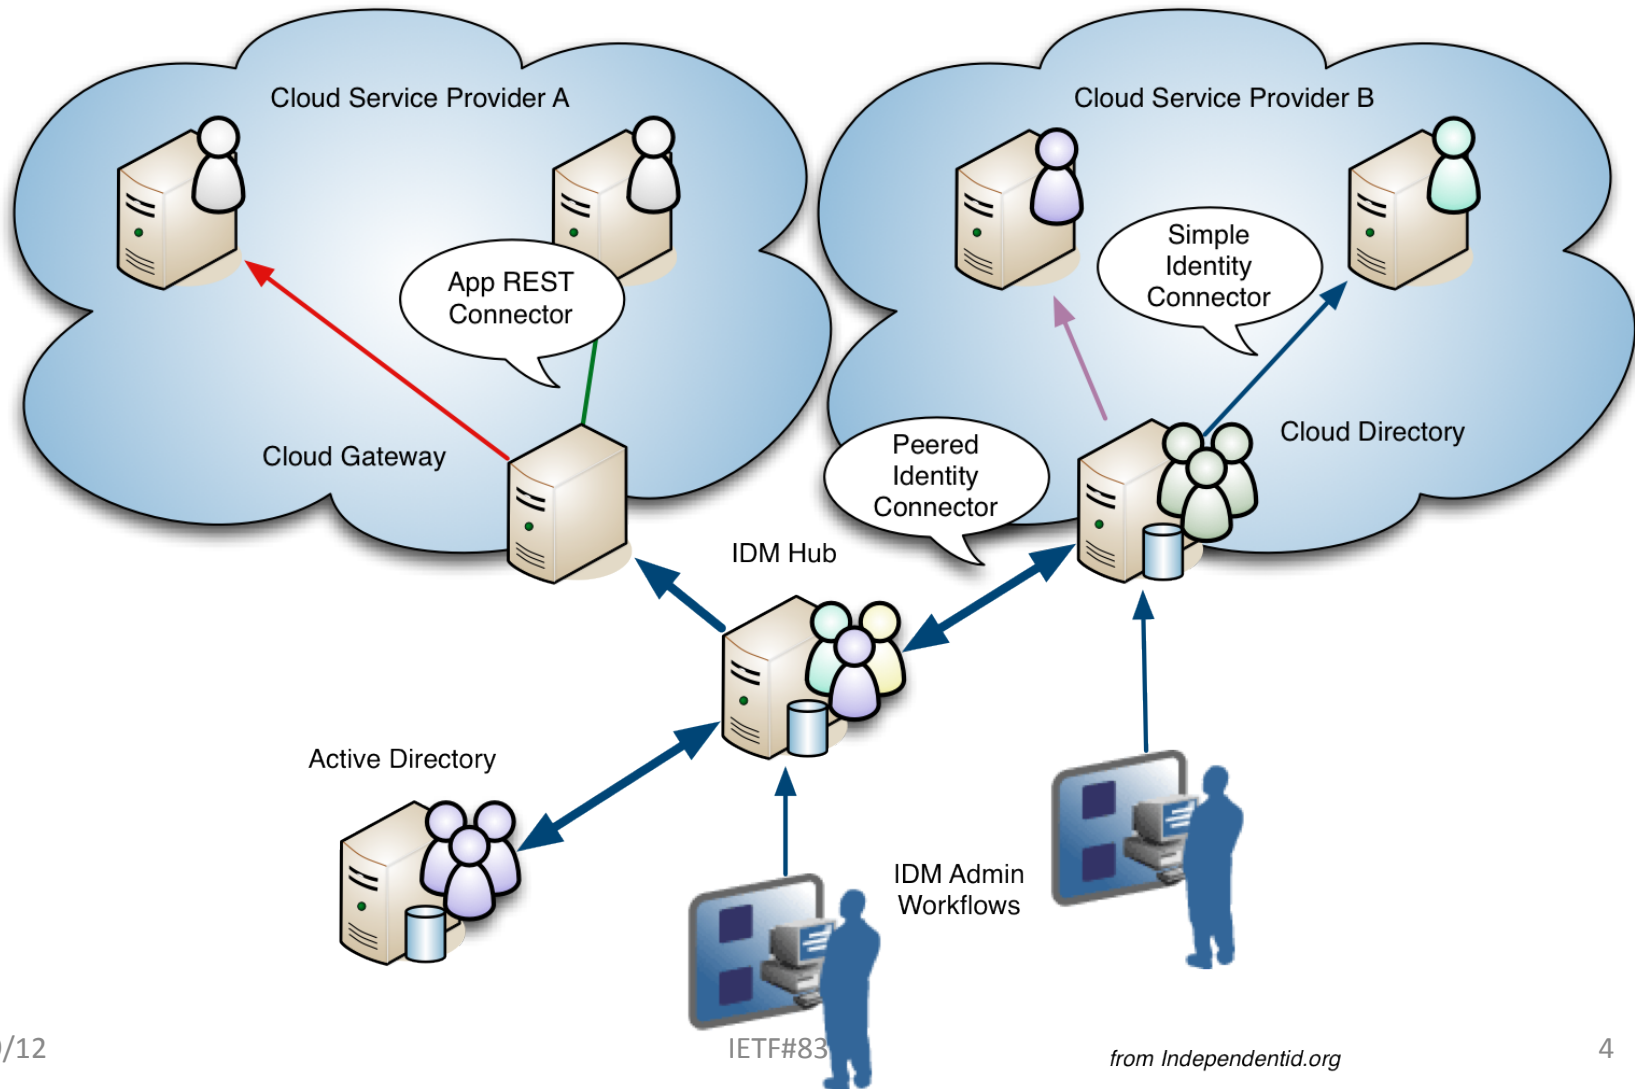 Cloud Service Provider A
Cloud Service Provider B
App REST
Connector
Simple
Identity
Connector
Cloud Gateway
Peered
Identity
Connector
Cloud Directory
IDM Hub
Active Directory
IDM Admin
Workflows
/12
IETF#83
from Independentid.org
4